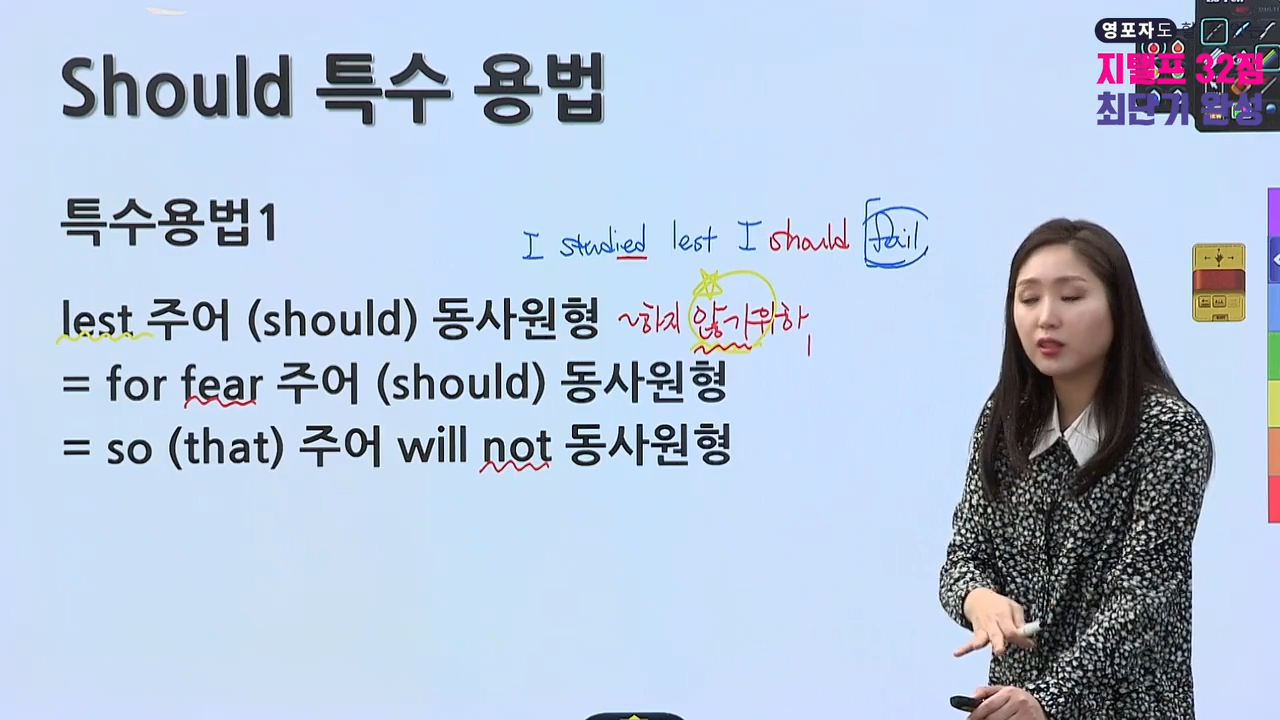 Should 특수 용법
영포자도
지텔프 32점
최단기 완성
특수용법1
I studied lest I should fail
lest 주어 (should) 동사원형 ~하지 않기위하
= for fear 주어 (should) 동사원형
= so (that) 주어 will not 동사원형